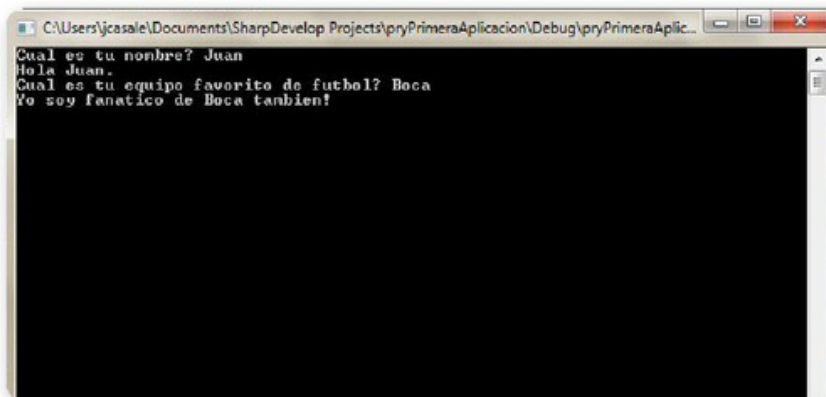 C:\Users\jcasale\Documents\SharpDevelop Projects\pryPrimeraAplicacion\Debug\pryPrimeraAplic...
Cual es tu nombre? Juan
Hola Juan.
Cual es tu equipo favorito de futbol? Boca
Yo soy fanatico de Boca tambien!